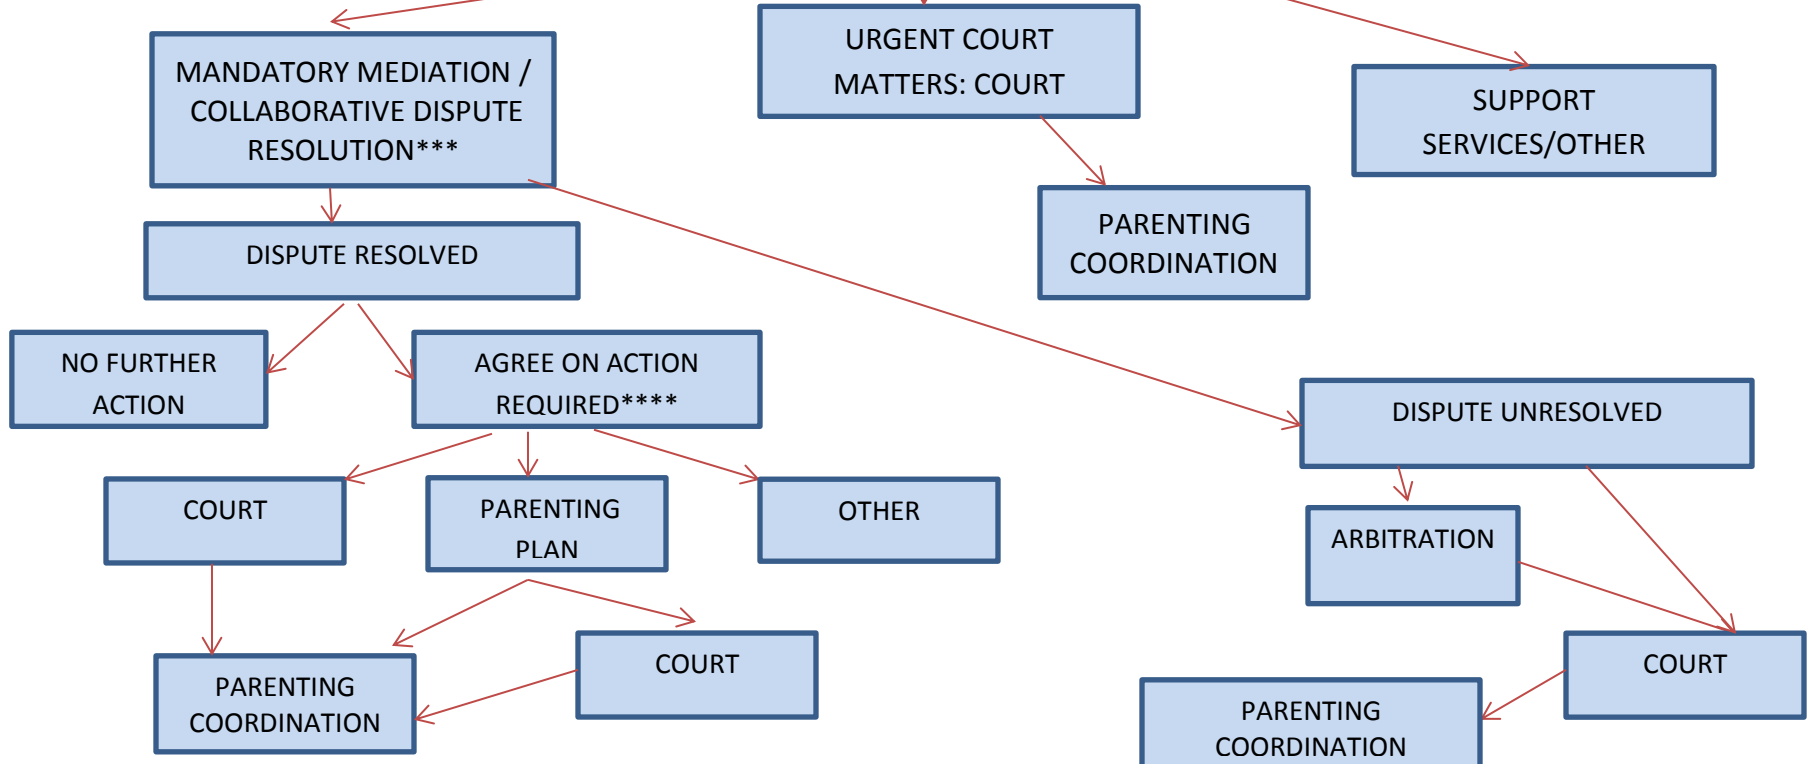 MANDATORY MEDIATION /
COLLABORATIVE DISPUTE
RESOLUTION***
URGENT COURT
MATTERS: COURT
SUPPORT
SERVICES/OTHER
PARENTING
COORDINATION
DISPUTE RESOLVED
NO FURTHER
ACTION
AGREE ON ACTION
REQUIRED****
DISPUTE UNRESOLVED
COURT
PARENTING
PLAN
OTHER
ARBITRATION
PARENTING
COORDINATION
COURT
COURT
PARENTING
COORDINATION